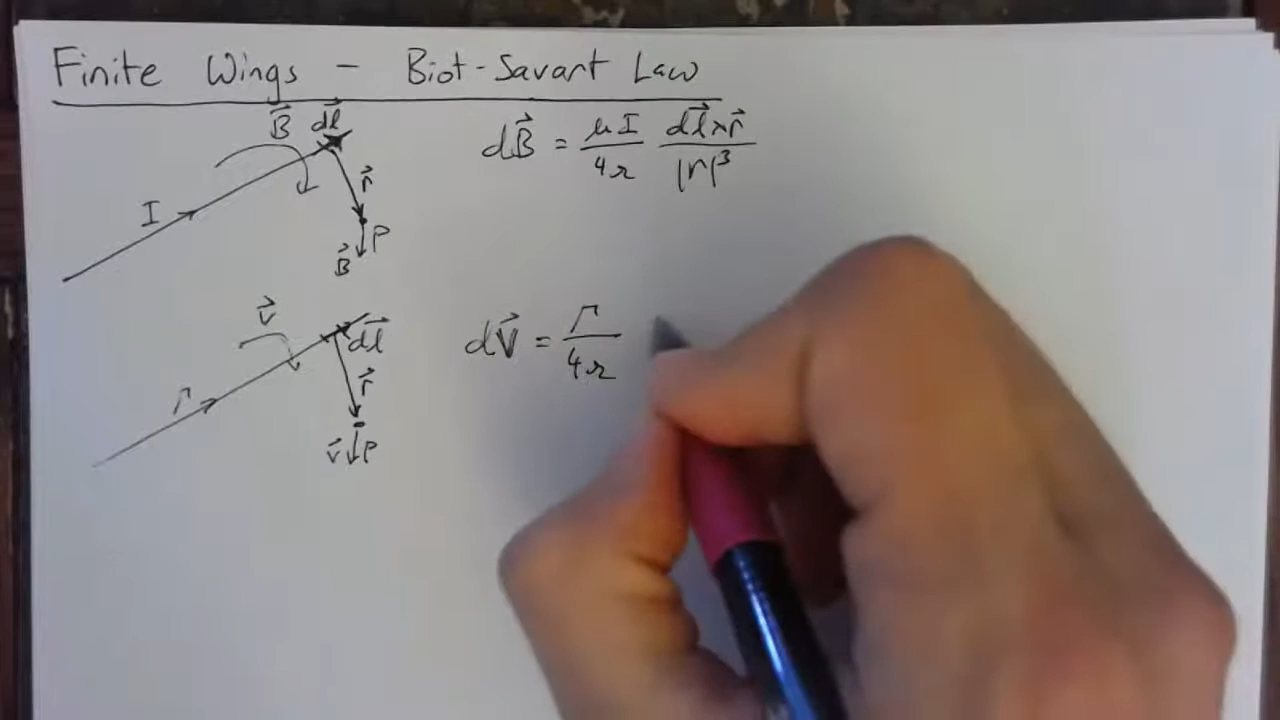 Finite Wings - Biot-Savart Law
B⃗ dl⃗
dB⃗ = μI/4π dl⃗×r⃗/|r|³
r⃗
I
P
B⃗
V⃗
dl⃗
dV⃗ = Γ/4π
r⃗
Γ
V⃗ P